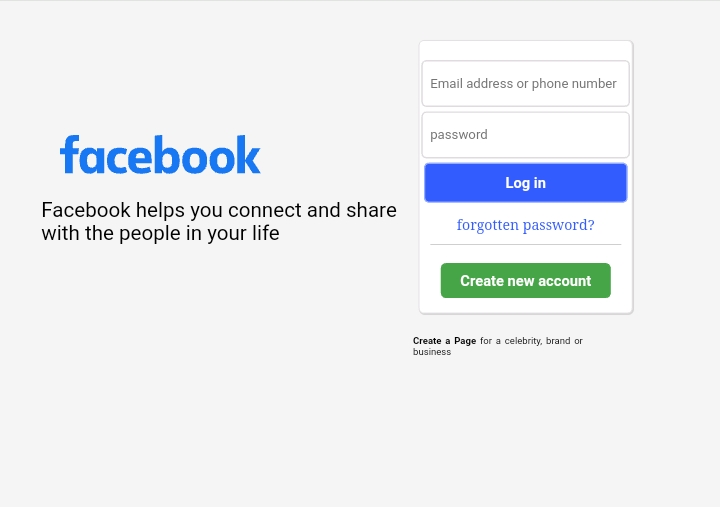 facebook
Facebook helps you connect and share
with the people in your life
Email address or phone number
password
Log in
forgotten password?
Create new account
Create a Page for a celebrity, brand or
business